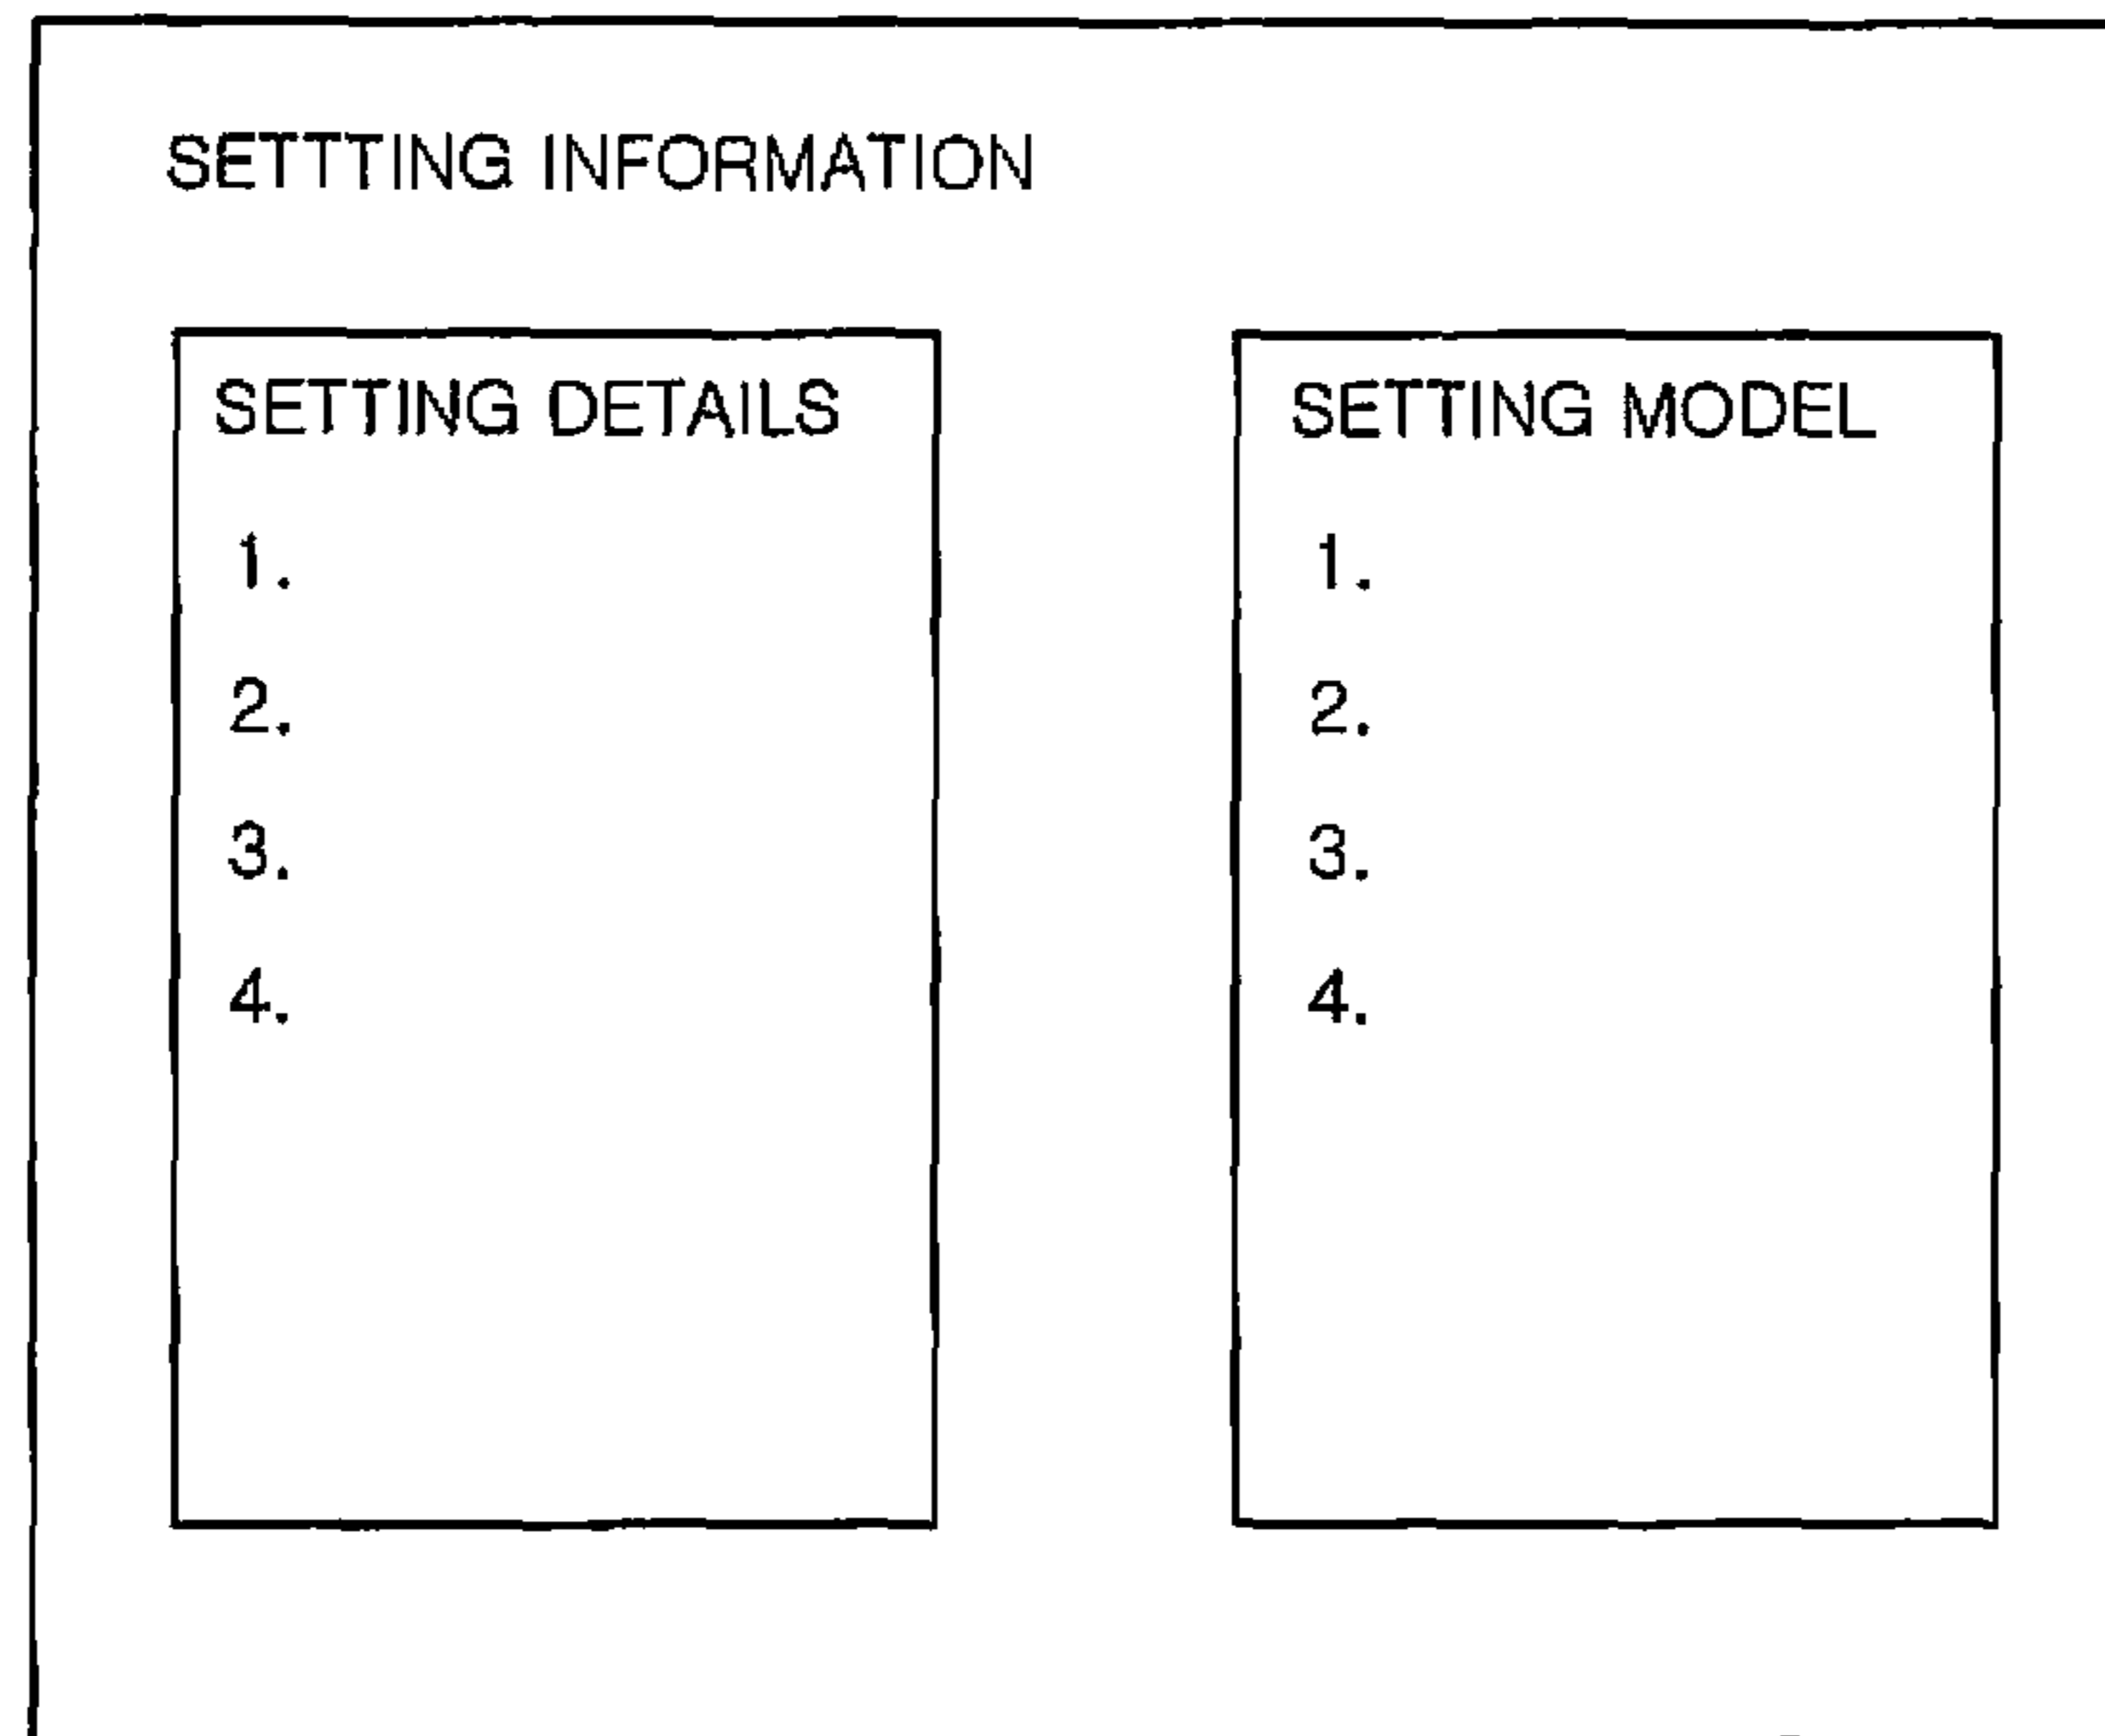 SETTTING INFORMATION
SETTING DETAILS
1.
2.
3.
4.
SETTING MODEL
1.
2.
3.
4.